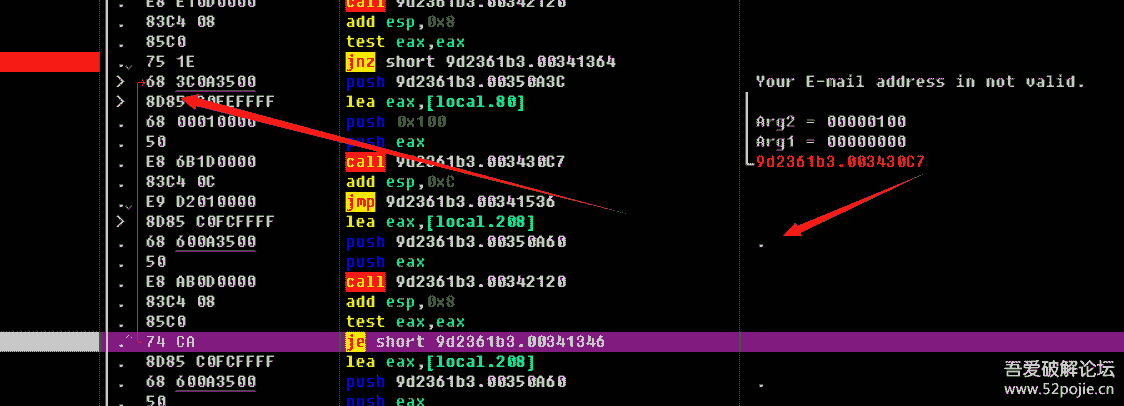 . E8 E10D0000 call 9d2361b3.00342120
. 83C4 08 add esp,0x8
. 85C0 test eax,eax
. 75 1E jnz short 9d2361b3.00341364
> 68 3C0A3500 push 9d2361b3.00350A3C Your E-mail address in not valid.
> 8D85 C0FEFFFF lea eax,[local.80]
. 68 00010000 push 0x100 Arg2 = 00000100
. 50 push eax Arg1 = 00000000
. E8 6B1D0000 call 9d2361b3.003430C7 9d2361b3.003430C7
. 83C4 0C add esp,0xC
. E9 D2010000 jmp 9d2361b3.00341536
> 8D85 C0FCFFFF lea eax,[local.208]
. 68 600A3500 push 9d2361b3.00350A60 .
. 50 push eax
. E8 AB0D0000 call 9d2361b3.00342120
. 83C4 08 add esp,0x8
. 85C0 test eax,eax
. 74 CA je short 9d2361b3.00341346
. 8D85 C0FCFFFF lea eax,[local.208]
. 68 600A3500 push 9d2361b3.00350A60 .
. 50 push eax
吾爱破解论坛
www.52pojie.cn